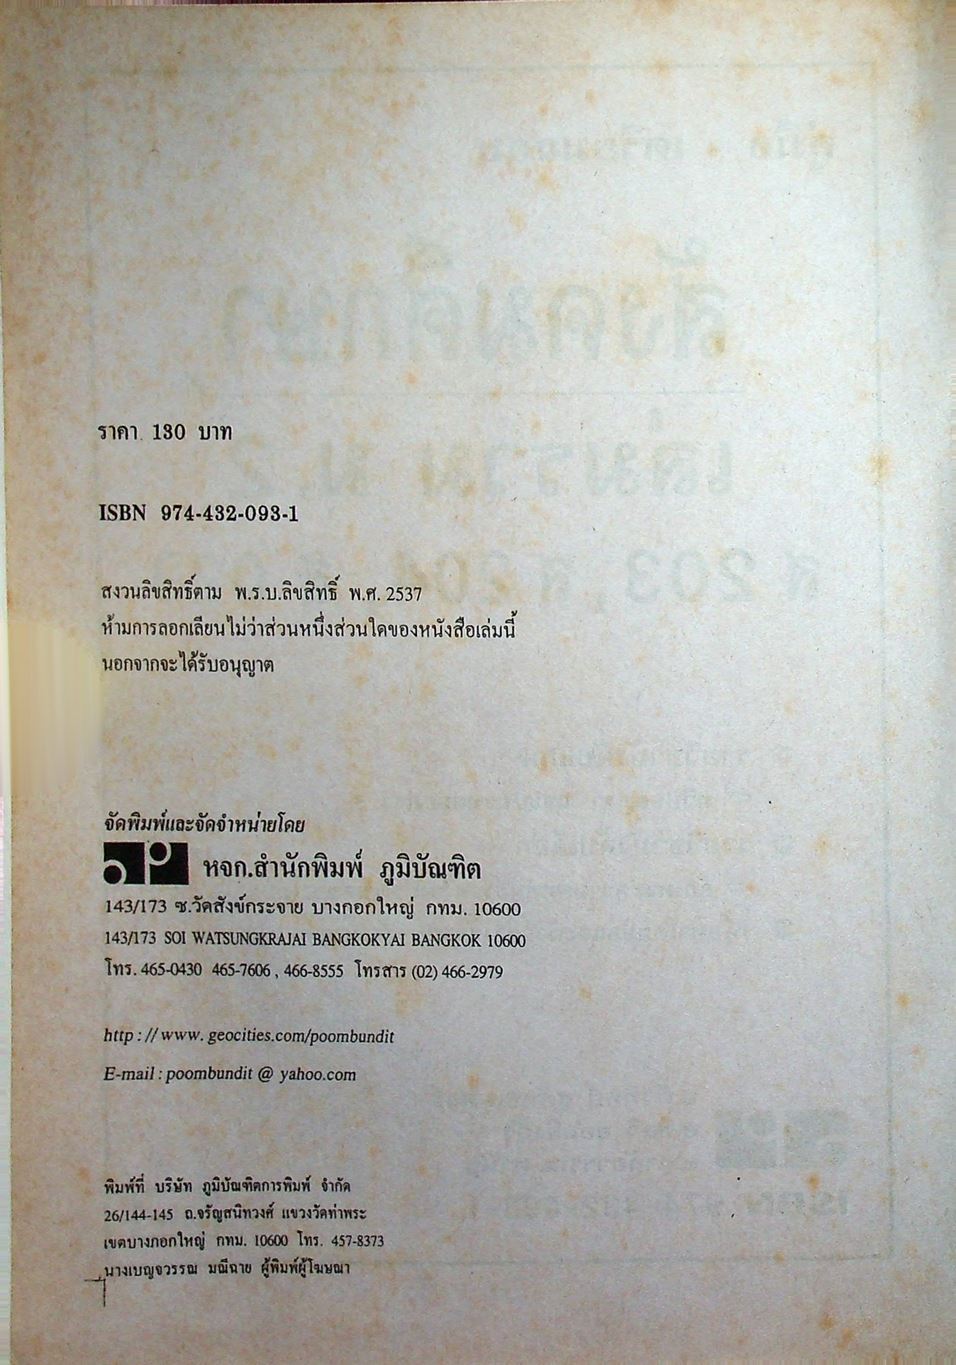 ราคา 130 บาท
ISBN 974-432-093-1
สงวนลิขสิทธิ์ตาม พ.ร.บ.ลิขสิทธิ์ พ.ศ. 2537
ห้ามการลอกเลียนไม่ว่าส่วนหนึ่งส่วนใดของหนังสือเล่มนี้
นอกจากจะได้รับอนุญาต
จัดพิมพ์และจัดจำหน่ายโดย
หจก.สำนักพิมพ์ ภูมิบัณฑิต
143/173 ซ.วัดสังข์กระจาย บางกอกใหญ่ กทม. 10600
143/173 SOI WATSUNGKRAJAI BANGKOKYAI BANGKOK 10600
โทร. 465-0430 465-7606 , 466-8555 โทรสาร (02) 466-2979
http : // www. geocities.com/poombundit
E-mail : poombundit @ yahoo.com
พิมพ์ที่ บริษัท ภูมิบัณฑิตการพิมพ์ จำกัด
26/144-145 ถ.จรัญสนิทวงศ์ แขวงวัดท่าพระ
เขตบางกอกใหญ่ กทม. 10600 โทร. 457-8373
นางเบญจวรรณ มณีฉาย ผู้พิมพ์ผู้โฆษณา